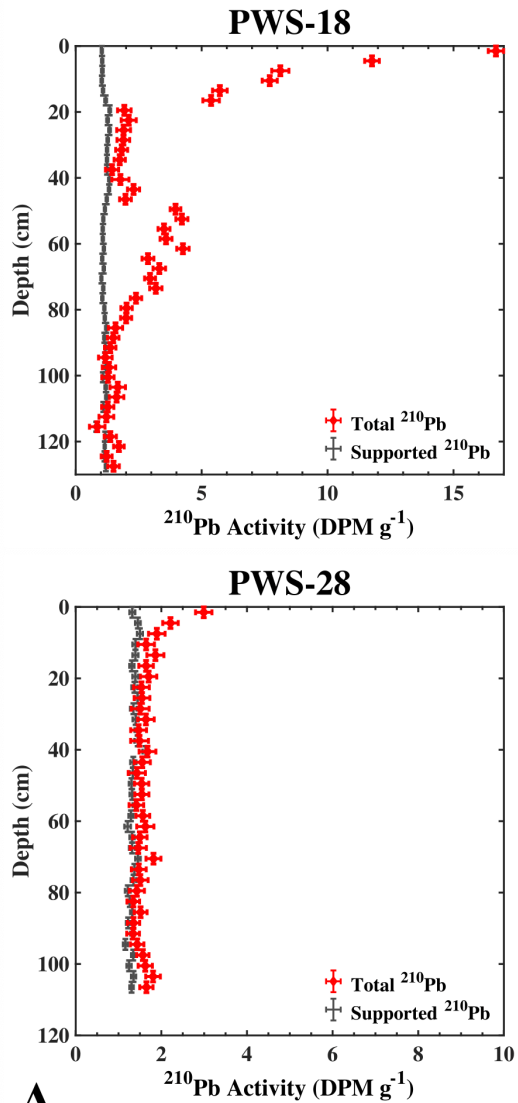 PWS-18
0
20
40
60
80
100
120
Depth (cm)
Total ²¹⁰Pb
Supported ²¹⁰Pb
0 5 10 15
²¹⁰Pb Activity (DPM g⁻¹)
PWS-28
0
20
40
60
80
100
120
Depth (cm)
Total ²¹⁰Pb
Supported ²¹⁰Pb
0 2 4 6 8 10
²¹⁰Pb Activity (DPM g⁻¹)